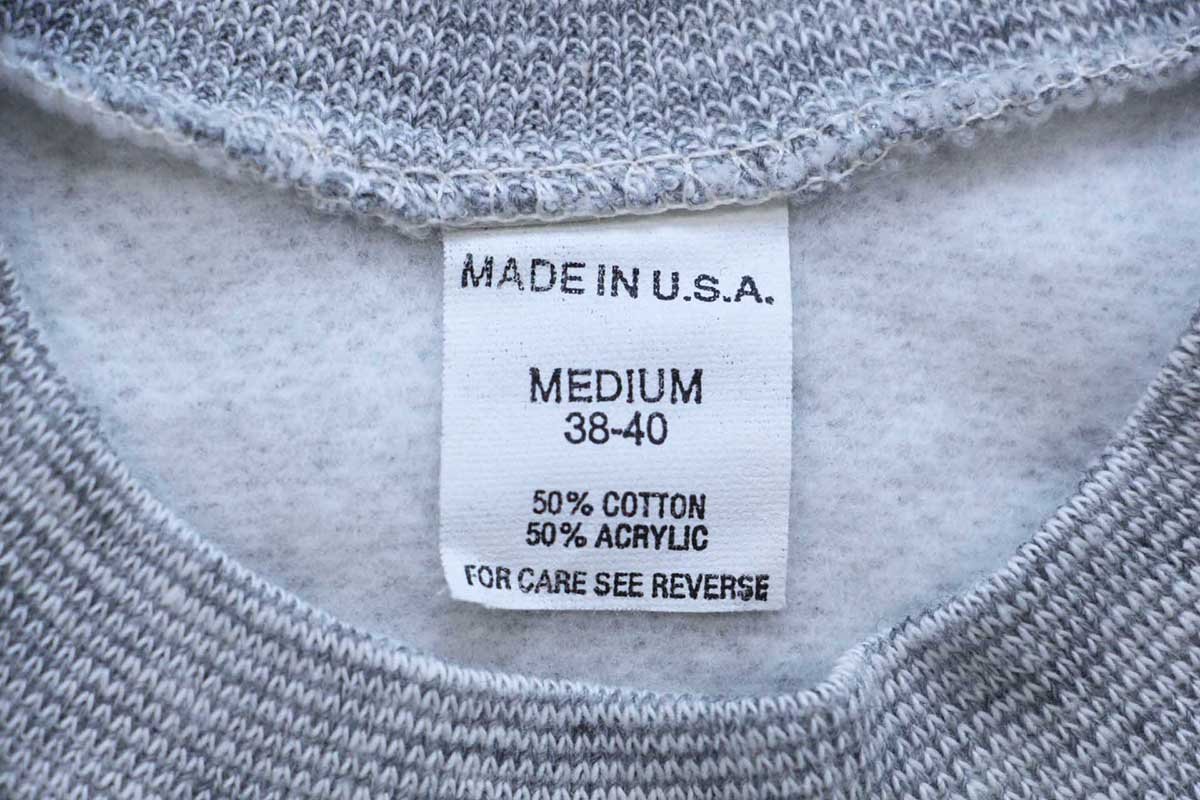 MADE IN U.S.A.
MEDIUM
38-40
50% COTTON
50% ACRYLIC
FOR CARE SEE REVERSE